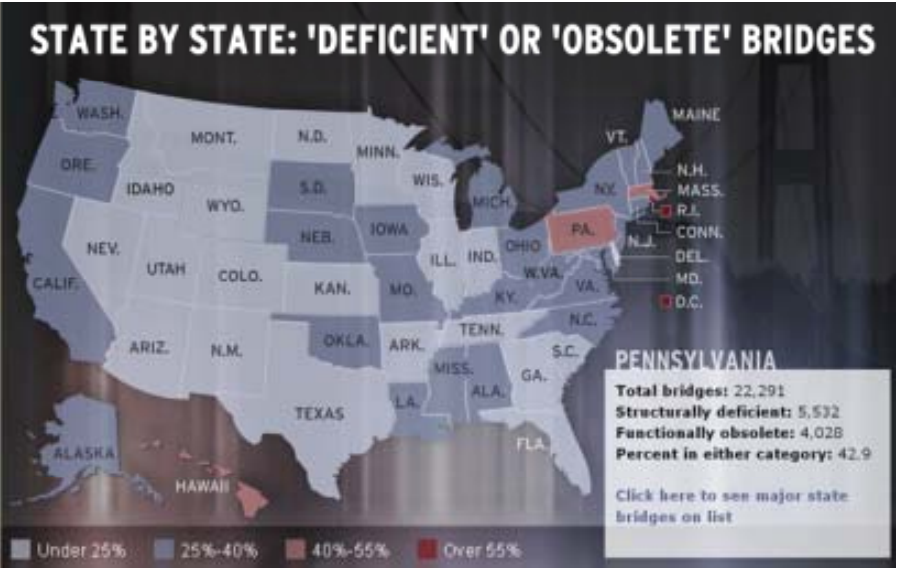 STATE BY STATE: 'DEFICIENT' OR 'OBSOLETE' BRIDGES
WASH.
MONT.
N.D.
MINN.
VT.
MAINE
ORE.
IDAHO
S.D.
WIS.
MICH.
N.Y.
N.H.
MASS.
R.I.
CONN.
WYO.
NEB.
IOWA
PA.
N.J.
DEL.
MD.
D.C.
NEV.
UTAH
COLO.
KAN.
MO.
ILL.
IND.
OHIO
W.VA.
VA.
KY.
CALIF.
ARIZ.
N.M.
OKLA.
ARK.
TENN.
N.C.
S.C.
MISS.
ALA.
GA.
TEXAS
LA.
FLA.
ALASKA
HAWAII
PENNSYLVANIA
Total bridges: 22,291
Structurally deficient: 5,532
Functionally obsolete: 4,028
Percent in either category: 42.9
Click here to see major state
bridges on list
Under 25%
25%-40%
40%-55%
Over 55%